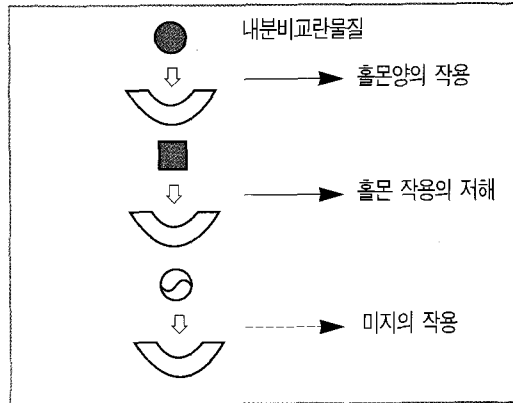 내분비교란물질
홀몬양의 작용
홀몬 작용의 저해
미지의 작용